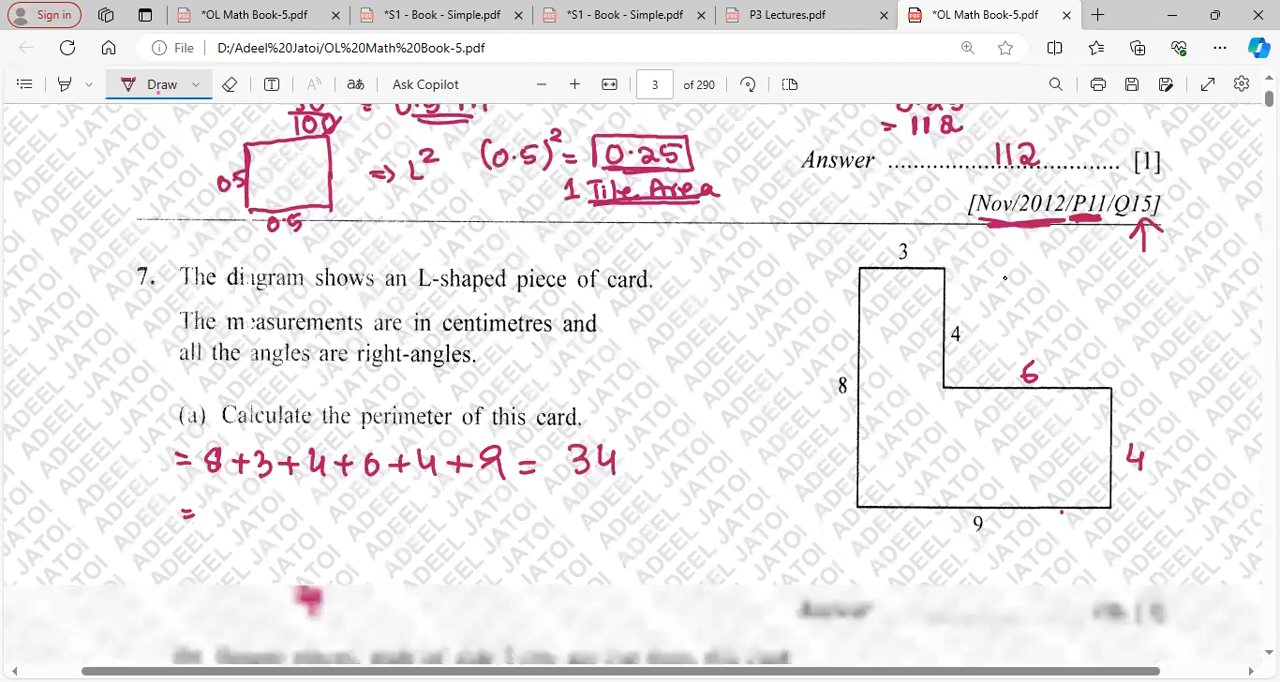 Sign in
*OL Math Book-5.pdf
*S1 - Book - Simple.pdf
*S1 - Book - Simple.pdf
P3 Lectures.pdf
*OL Math Book-5.pdf
File D:/Adeel%20Jatoi/OL%20Math%20Book-5.pdf
Draw
Ask Copilot
3 of 290
100
= 118
0.5
=> L² (0.5)² = 0.25
1 Tile Area
0.5
Answer .......... 112 .......... [1]
[Nov/2012/P11/Q15]
7. The diagram shows an L-shaped piece of card.
The measurements are in centimetres and
all the angles are right-angles.
(a) Calculate the perimeter of this card.
= 8+3+4+6+4+9 = 34
=
3
4
6
8
4
9
ADEEL JATOI